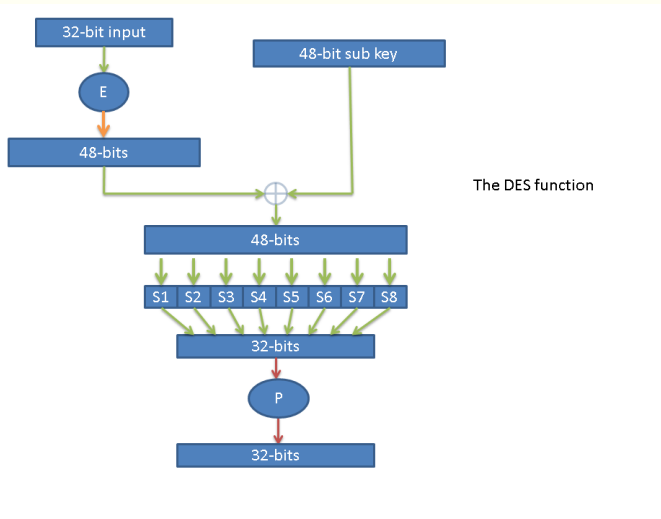 32-bit input
48-bit sub key
E
48-bits
The DES function
48-bits
S1 S2 S3 S4 S5 S6 S7 S8
32-bits
P
32-bits